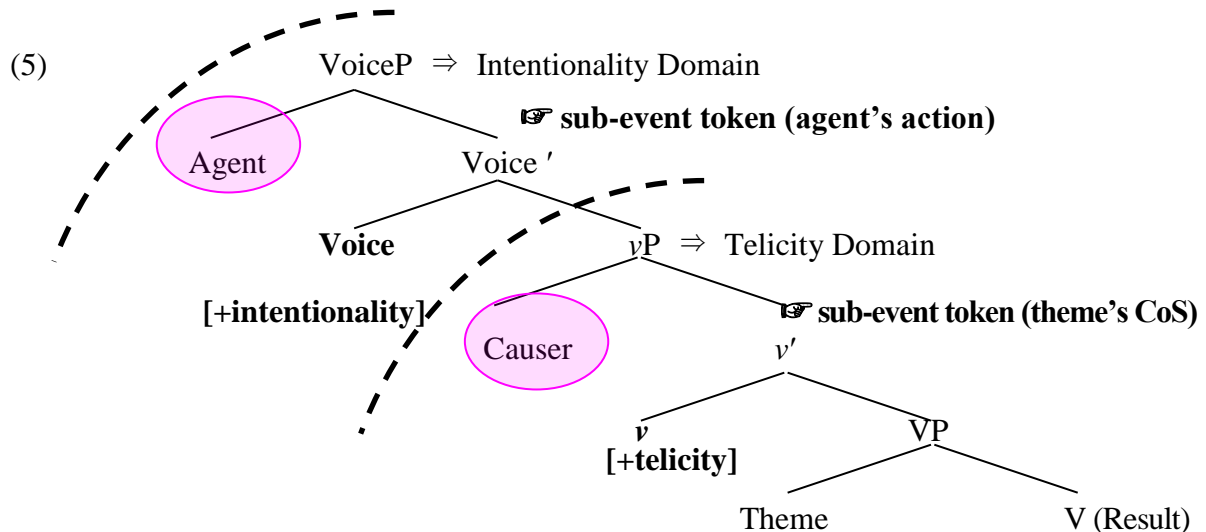 (5) VoiceP ⇒ Intentionality Domain
☞ sub-event token (agent's action)
Agent Voice ′
Voice vP ⇒ Telicity Domain
[+intentionality] ☞ sub-event token (theme's CoS)
Causer v′
v VP
[+telicity]
Theme V (Result)